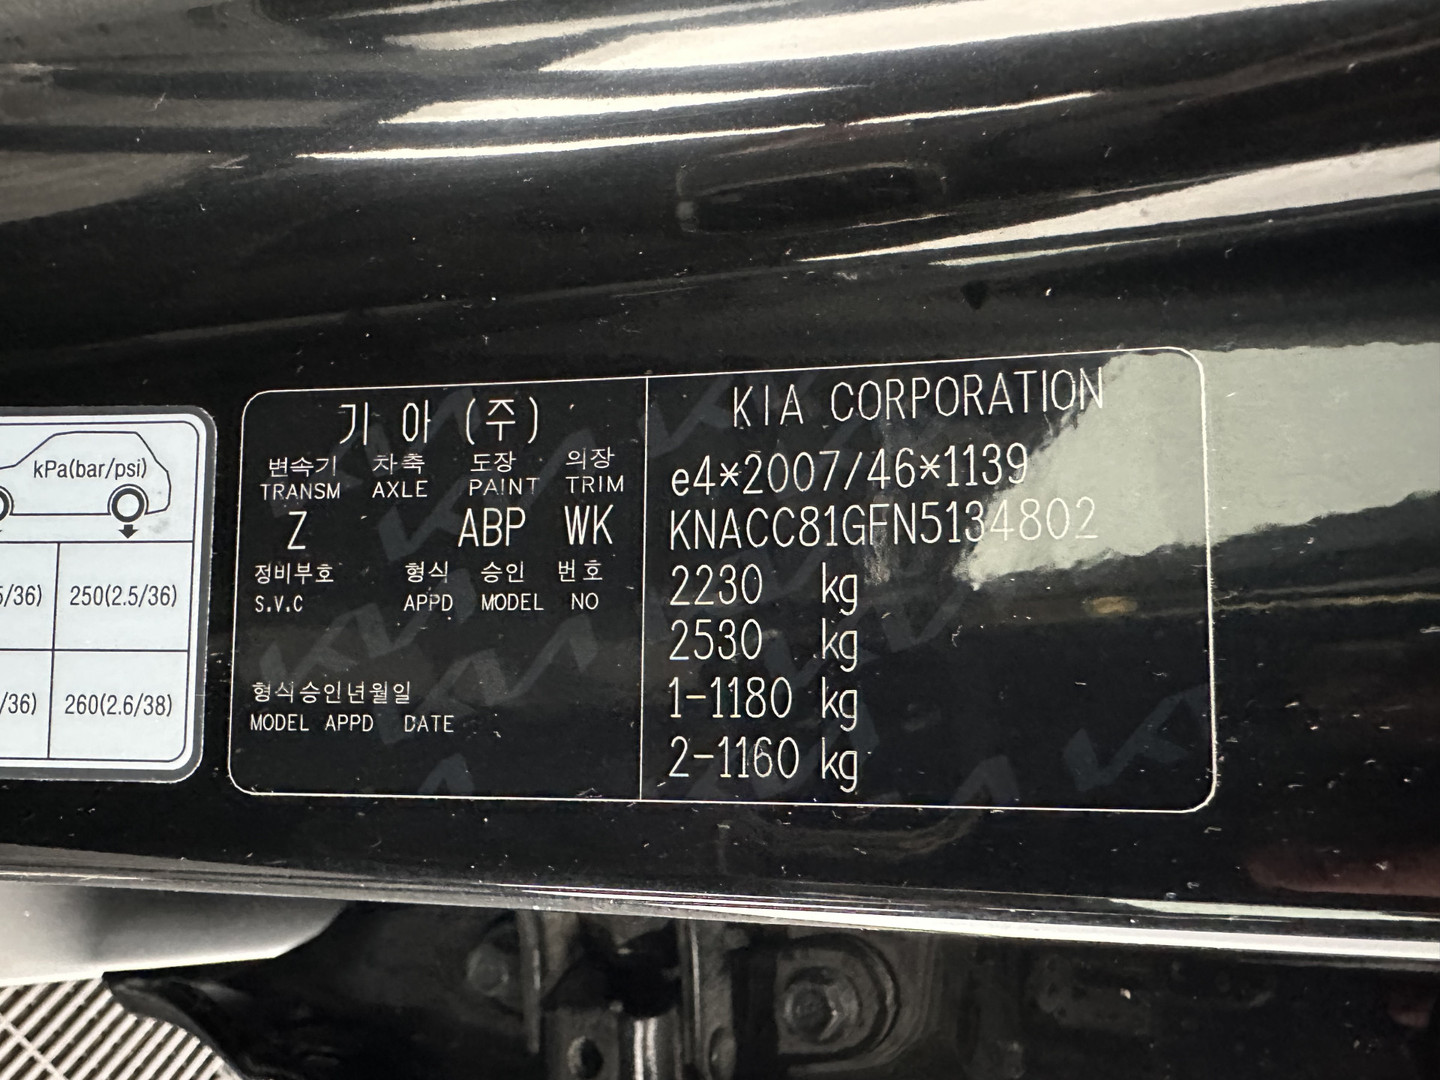 kPa(bar/psi)
5/36) 250(2.5/36)
/36) 260(2.6/38)
기 아 (주)
변속기 차축 도장 의장
TRANSM AXLE PAINT TRIM
Z ABP WK
정비부호 형식 승인 번호
S.V.C APPD MODEL NO
형식승인년월일
MODEL APPD DATE
KIA CORPORATION
e4*2007/46*1139
KNACC81GFN5134802
2230 kg
2530 kg
1-1180 kg
2-1160 kg